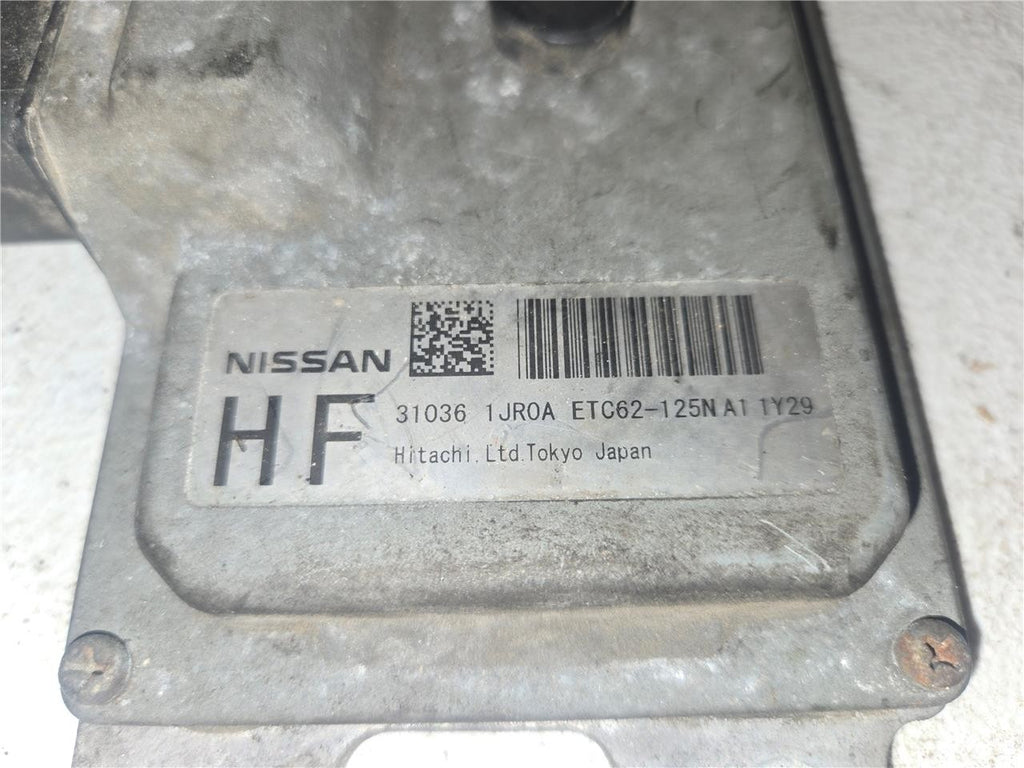 NISSAN
HF
31036 1JR0A ETC62-125N A1 1Y29
Hitachi,Ltd.Tokyo Japan